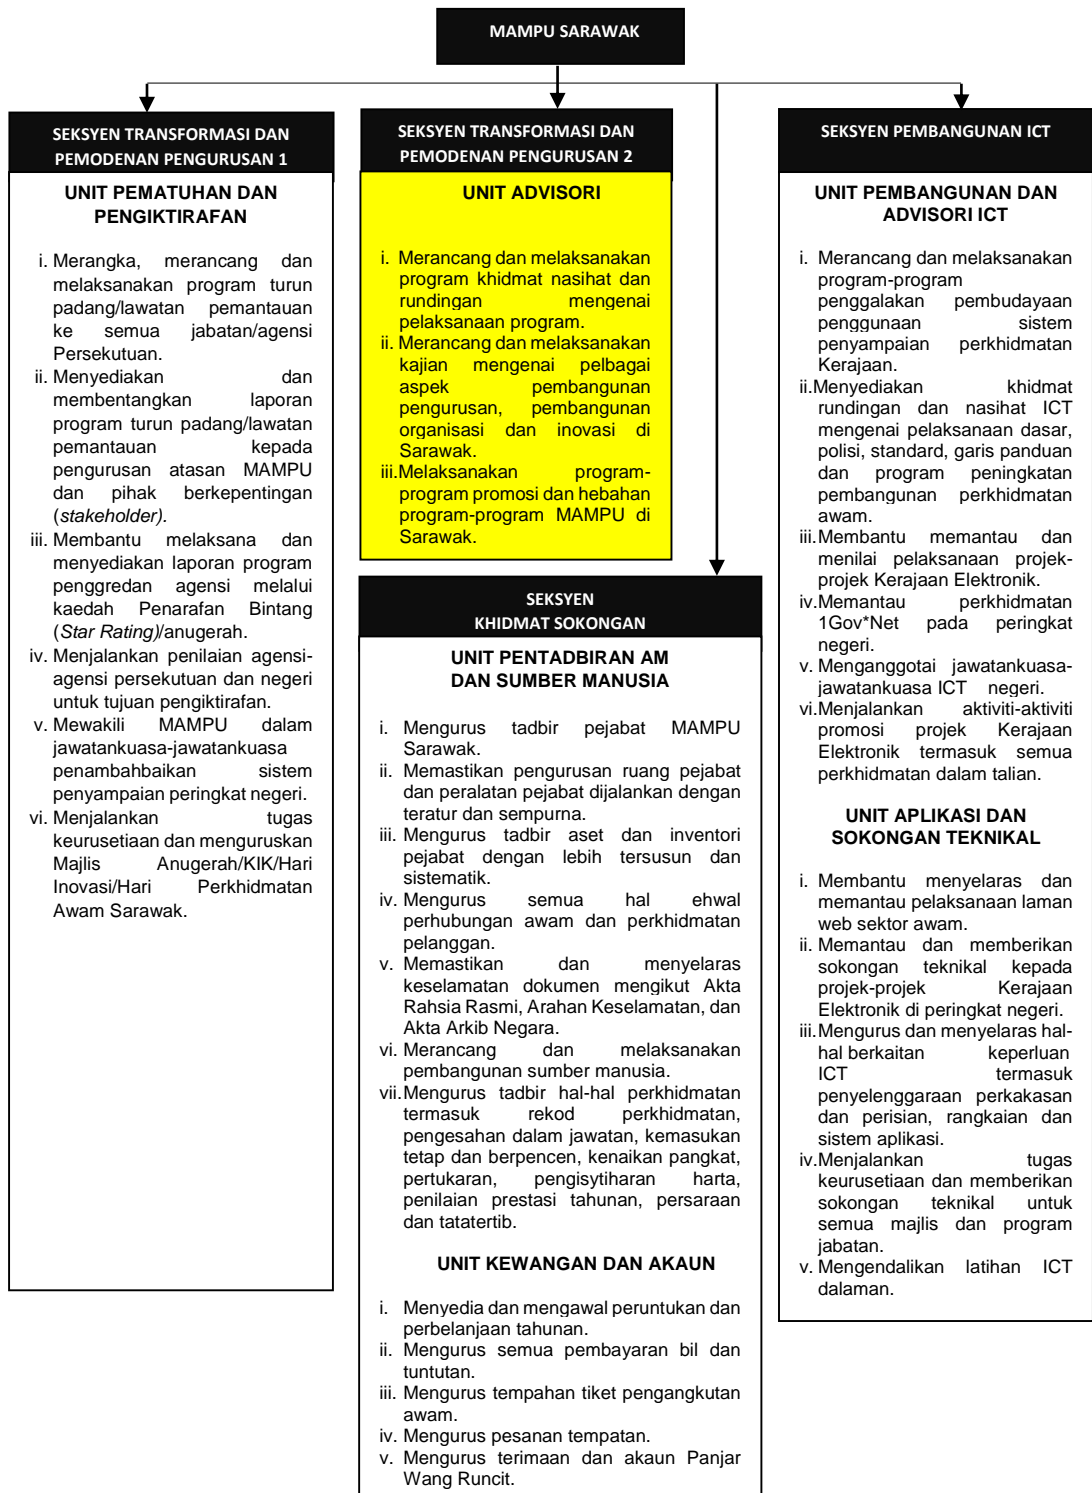 MAMPU SARAWAK
SEKSYEN TRANSFORMASI DAN
PEMODENAN PENGURUSAN 1
UNIT PEMATUHAN DAN
PENGIKTIRAFAN
i. Merangka, merancang dan
melaksanakan program turun
padang/lawatan pemantauan
ke semua jabatan/agensi
Persekutuan.
ii. Menyediakan dan
membentangkan laporan
program turun padang/lawatan
pemantauan kepada
pengurusan atasan MAMPU
dan pihak berkepentingan
(stakeholder).
iii. Membantu melaksana dan
menyediakan laporan program
penggredan agensi melalui
kaedah Penarafan Bintang
(Star Rating)/anugerah.
iv. Menjalankan penilaian agensi-
agensi persekutuan dan negeri
untuk tujuan pengiktirafan.
v. Mewakili MAMPU dalam
jawatankuasa-jawatankuasa
penambahbaikan sistem
penyampaian peringkat negeri.
vi. Menjalankan tugas
keurusetiaan dan menguruskan
Majlis Anugerah/KIK/Hari
Inovasi/Hari Perkhidmatan
Awam Sarawak.
SEKSYEN TRANSFORMASI DAN
PEMODENAN PENGURUSAN 2
UNIT ADVISORI
i. Merancang dan melaksanakan
program khidmat nasihat dan
rundingan mengenai
pelaksanaan program.
ii. Merancang dan melaksanakan
kajian mengenai pelbagai
aspek pembangunan
pengurusan, pembangunan
organisasi dan inovasi di
Sarawak.
iii.Melaksanakan program-
program promosi dan hebahan
program-program MAMPU di
Sarawak.
SEKSYEN
KHIDMAT SOKONGAN
UNIT PENTADBIRAN AM
DAN SUMBER MANUSIA
i. Mengurus tadbir pejabat MAMPU
Sarawak.
ii. Memastikan pengurusan ruang pejabat
dan peralatan pejabat dijalankan dengan
teratur dan sempurna.
iii. Mengurus tadbir aset dan inventori
pejabat dengan lebih tersusun dan
sistematik.
iv. Mengurus semua hal ehwal
perhubungan awam dan perkhidmatan
pelanggan.
v. Memastikan dan menyelaras
keselamatan dokumen mengikut Akta
Rahsia Rasmi, Arahan Keselamatan, dan
Akta Arkib Negara.
vi. Merancang dan melaksanakan
pembangunan sumber manusia.
vii.Mengurus tadbir hal-hal perkhidmatan
termasuk rekod perkhidmatan,
pengesahan dalam jawatan, kemasukan
tetap dan berpencen, kenaikan pangkat,
pertukaran, pengisytiharan harta,
penilaian prestasi tahunan, persaraan
dan tatatertib.
UNIT KEWANGAN DAN AKAUN
i. Menyedia dan mengawal peruntukan dan
perbelanjaan tahunan.
ii. Mengurus semua pembayaran bil dan
tuntutan.
iii. Mengurus tempahan tiket pengangkutan
awam.
iv. Mengurus pesanan tempatan.
v. Mengurus terimaan dan akaun Panjar
Wang Runcit.
SEKSYEN PEMBANGUNAN ICT
UNIT PEMBANGUNAN DAN
ADVISORI ICT
i. Merancang dan melaksanakan
program-program
penggalakan pembudayaan
penggunaan sistem
penyampaian perkhidmatan
Kerajaan.
ii.Menyediakan khidmat
rundingan dan nasihat ICT
mengenai pelaksanaan dasar,
polisi, standard, garis panduan
dan program peningkatan
pembangunan perkhidmatan
awam.
iii. Membantu memantau dan
menilai pelaksanaan projek-
projek Kerajaan Elektronik.
iv.Memantau perkhidmatan
1Gov*Net pada peringkat
negeri.
v. Menganggotai jawatankuasa-
jawatankuasa ICT negeri.
vi.Menjalankan aktiviti-aktiviti
promosi projek Kerajaan
Elektronik termasuk semua
perkhidmatan dalam talian.
UNIT APLIKASI DAN
SOKONGAN TEKNIKAL
i. Membantu menyelaras dan
memantau pelaksanaan laman
web sektor awam.
ii. Memantau dan memberikan
sokongan teknikal kepada
projek-projek Kerajaan
Elektronik di peringkat negeri.
iii.Mengurus dan menyelaras hal-
hal berkaitan keperluan
ICT termasuk
penyelenggaraan perkakasan
dan perisian, rangkaian dan
sistem aplikasi.
iv.Menjalankan tugas
keurusetiaan dan memberikan
sokongan teknikal untuk
semua majlis dan program
jabatan.
v. Mengendalikan latihan ICT
dalaman.